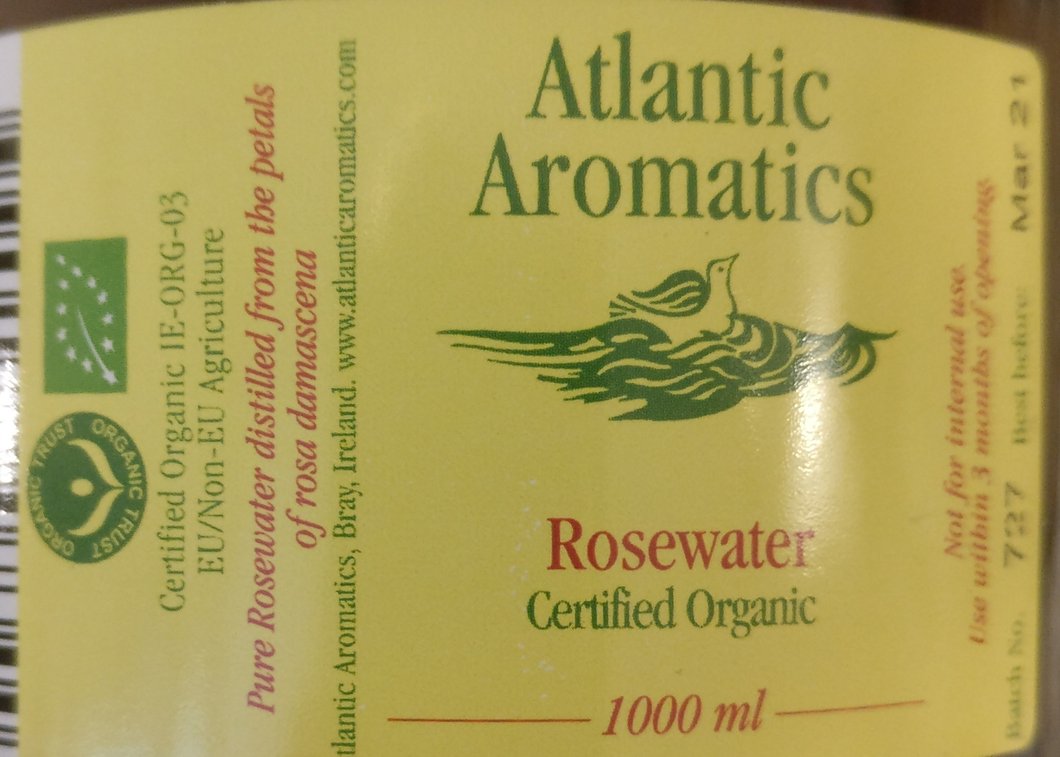 Atlantic
Aromatics
Rosewater
Certified Organic
1000 ml
ORGANIC TRUST ORGANIC TRUST
Certified Organic IE-ORG-03
EU/Non-EU Agriculture
Pure Rosewater distilled from the petals
of rosa damascena
tlantic Aromatics, Bray, Ireland. www.atlanticaromatics.com
Not for internal use.
Use within 3 months of opening.
Batch No. 727 Best before: Mar 21